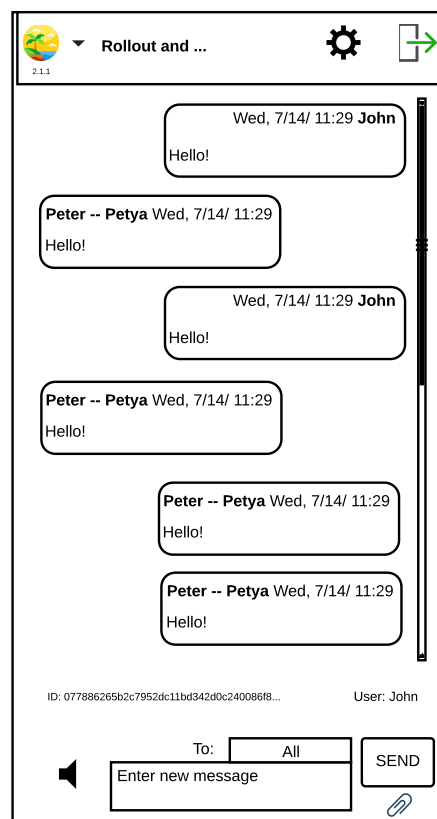 Rollout and ...
2.1.1
Wed, 7/14/ 11:29 John
Hello!
Peter -- Petya Wed, 7/14/ 11:29
Hello!
Wed, 7/14/ 11:29 John
Hello!
Peter -- Petya Wed, 7/14/ 11:29
Hello!
Peter -- Petya Wed, 7/14/ 11:29
Hello!
Peter -- Petya Wed, 7/14/ 11:29
Hello!
ID: 077886265b2c7952dc11bd342d0c240086f8... User: John
To: All
SEND
Enter new message